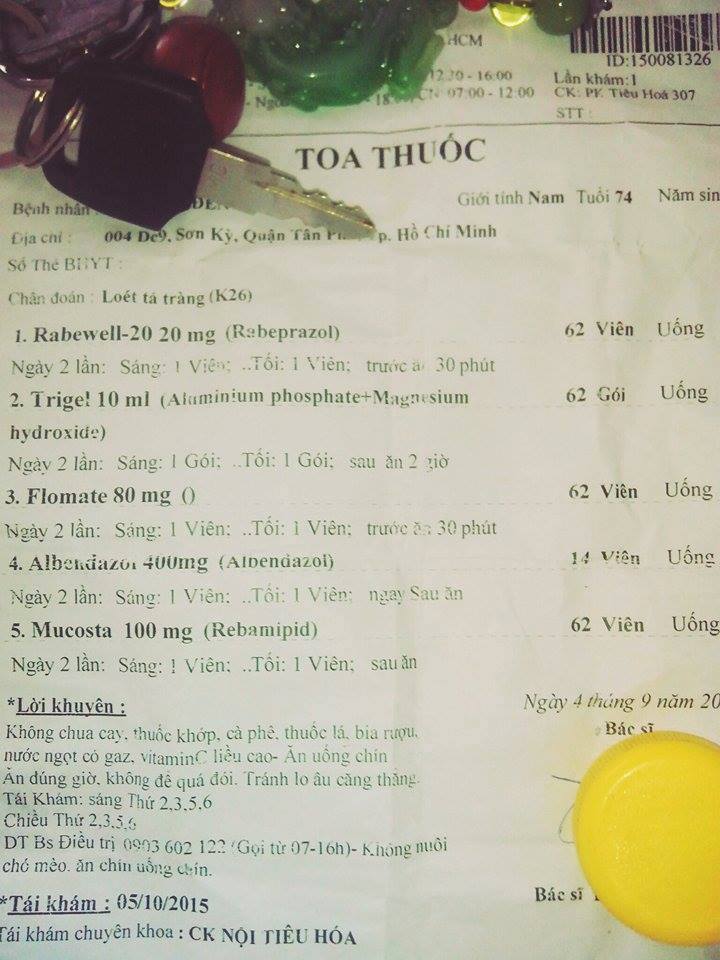 HCM
ID:150081326
12.30 - 16:00
Lần khám:1
CN 07:00 - 12:00
CK: PK Tiêu Hoá 307
STT :
TOA THUỐC
Bệnh nhân
Giới tính Nam Tuổi 74 Năm sin
Địa chỉ : 004 Dc9, Sơn Kỳ, Quận Tân p. Hồ Chí Minh
Số Thẻ BHYT :
Chẩn đoán : Loét tá tràng (K26)
1. Rabewell-20 20 mg (Rabeprazol) 62 Viên Uống
Ngày 2 lần: Sáng: 1 Viên; ..Tối: 1 Viên; trước ă 30 phút
2. Trigel 10 ml (Aluminium phosphate+Magnesium 62 Gói Uống
hydroxide)
Ngày 2 lần: Sáng: 1 Gói; ..Tối: 1 Gói; sau ăn 2 giờ
3. Flomate 80 mg () 62 Viên Uống
Ngày 2 lần: Sáng: 1 Viên; ..Tối: 1 Viên; trước ăn 30 phút
4. Albendazol 400mg (Albendazol) 14 Viên Uống
Ngày 2 lần: Sáng: 1 Viên; ..Tối: 1 Viên; ngay Sau ăn
5. Mucosta 100 mg (Rebamipid) 62 Viên Uống
Ngày 2 lần: Sáng: 1 Viên; ..Tối: 1 Viên; sau ăn
*Lời khuyên :
Ngày 4 tháng 9 năm 20
Không chua cay, thuốc khớp, cà phê, thuốc lá, bia rượu,
Bác sĩ
nước ngọt có gaz, vitaminC liều cao- Ăn uống chín
Ăn đúng giờ, không để quá đói. Tránh lo âu căng thẳng.
Tái Khám: sáng Thứ 2,3,5,6
Chiều Thứ 2,3,5,6
DT Bs Điều trị 0903 602 122 (Gọi từ 07-16h)- Không nuôi
chó mèo. ăn chín uống chín.
Bác sĩ
*Tái khám : 05/10/2015
Tái khám chuyên khoa : CK NỘI TIÊU HÓA